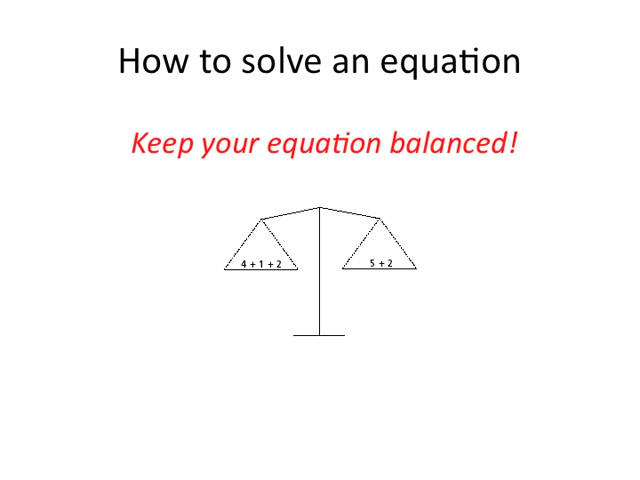 How to solve an equation
Keep your equation balanced!
4 + 1 + 2
5 + 2